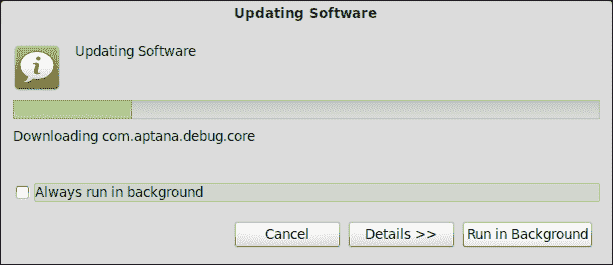 Updating Software
Updating Software
Downloading com.aptana.debug.core
Always run in background
Cancel
Details >>
Run in Background